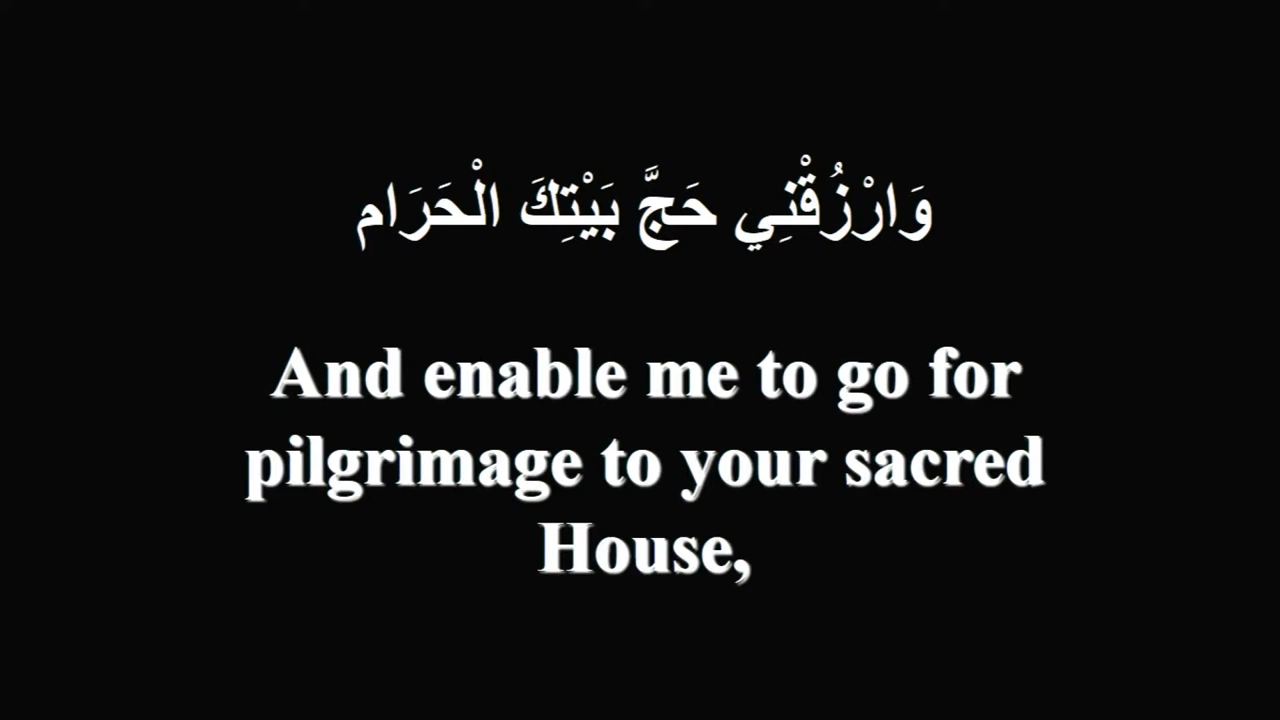 وَارْزُقْنِي حَجَّ بَيْتِكَ الْحَرَام
And enable me to go for
pilgrimage to your sacred
House,